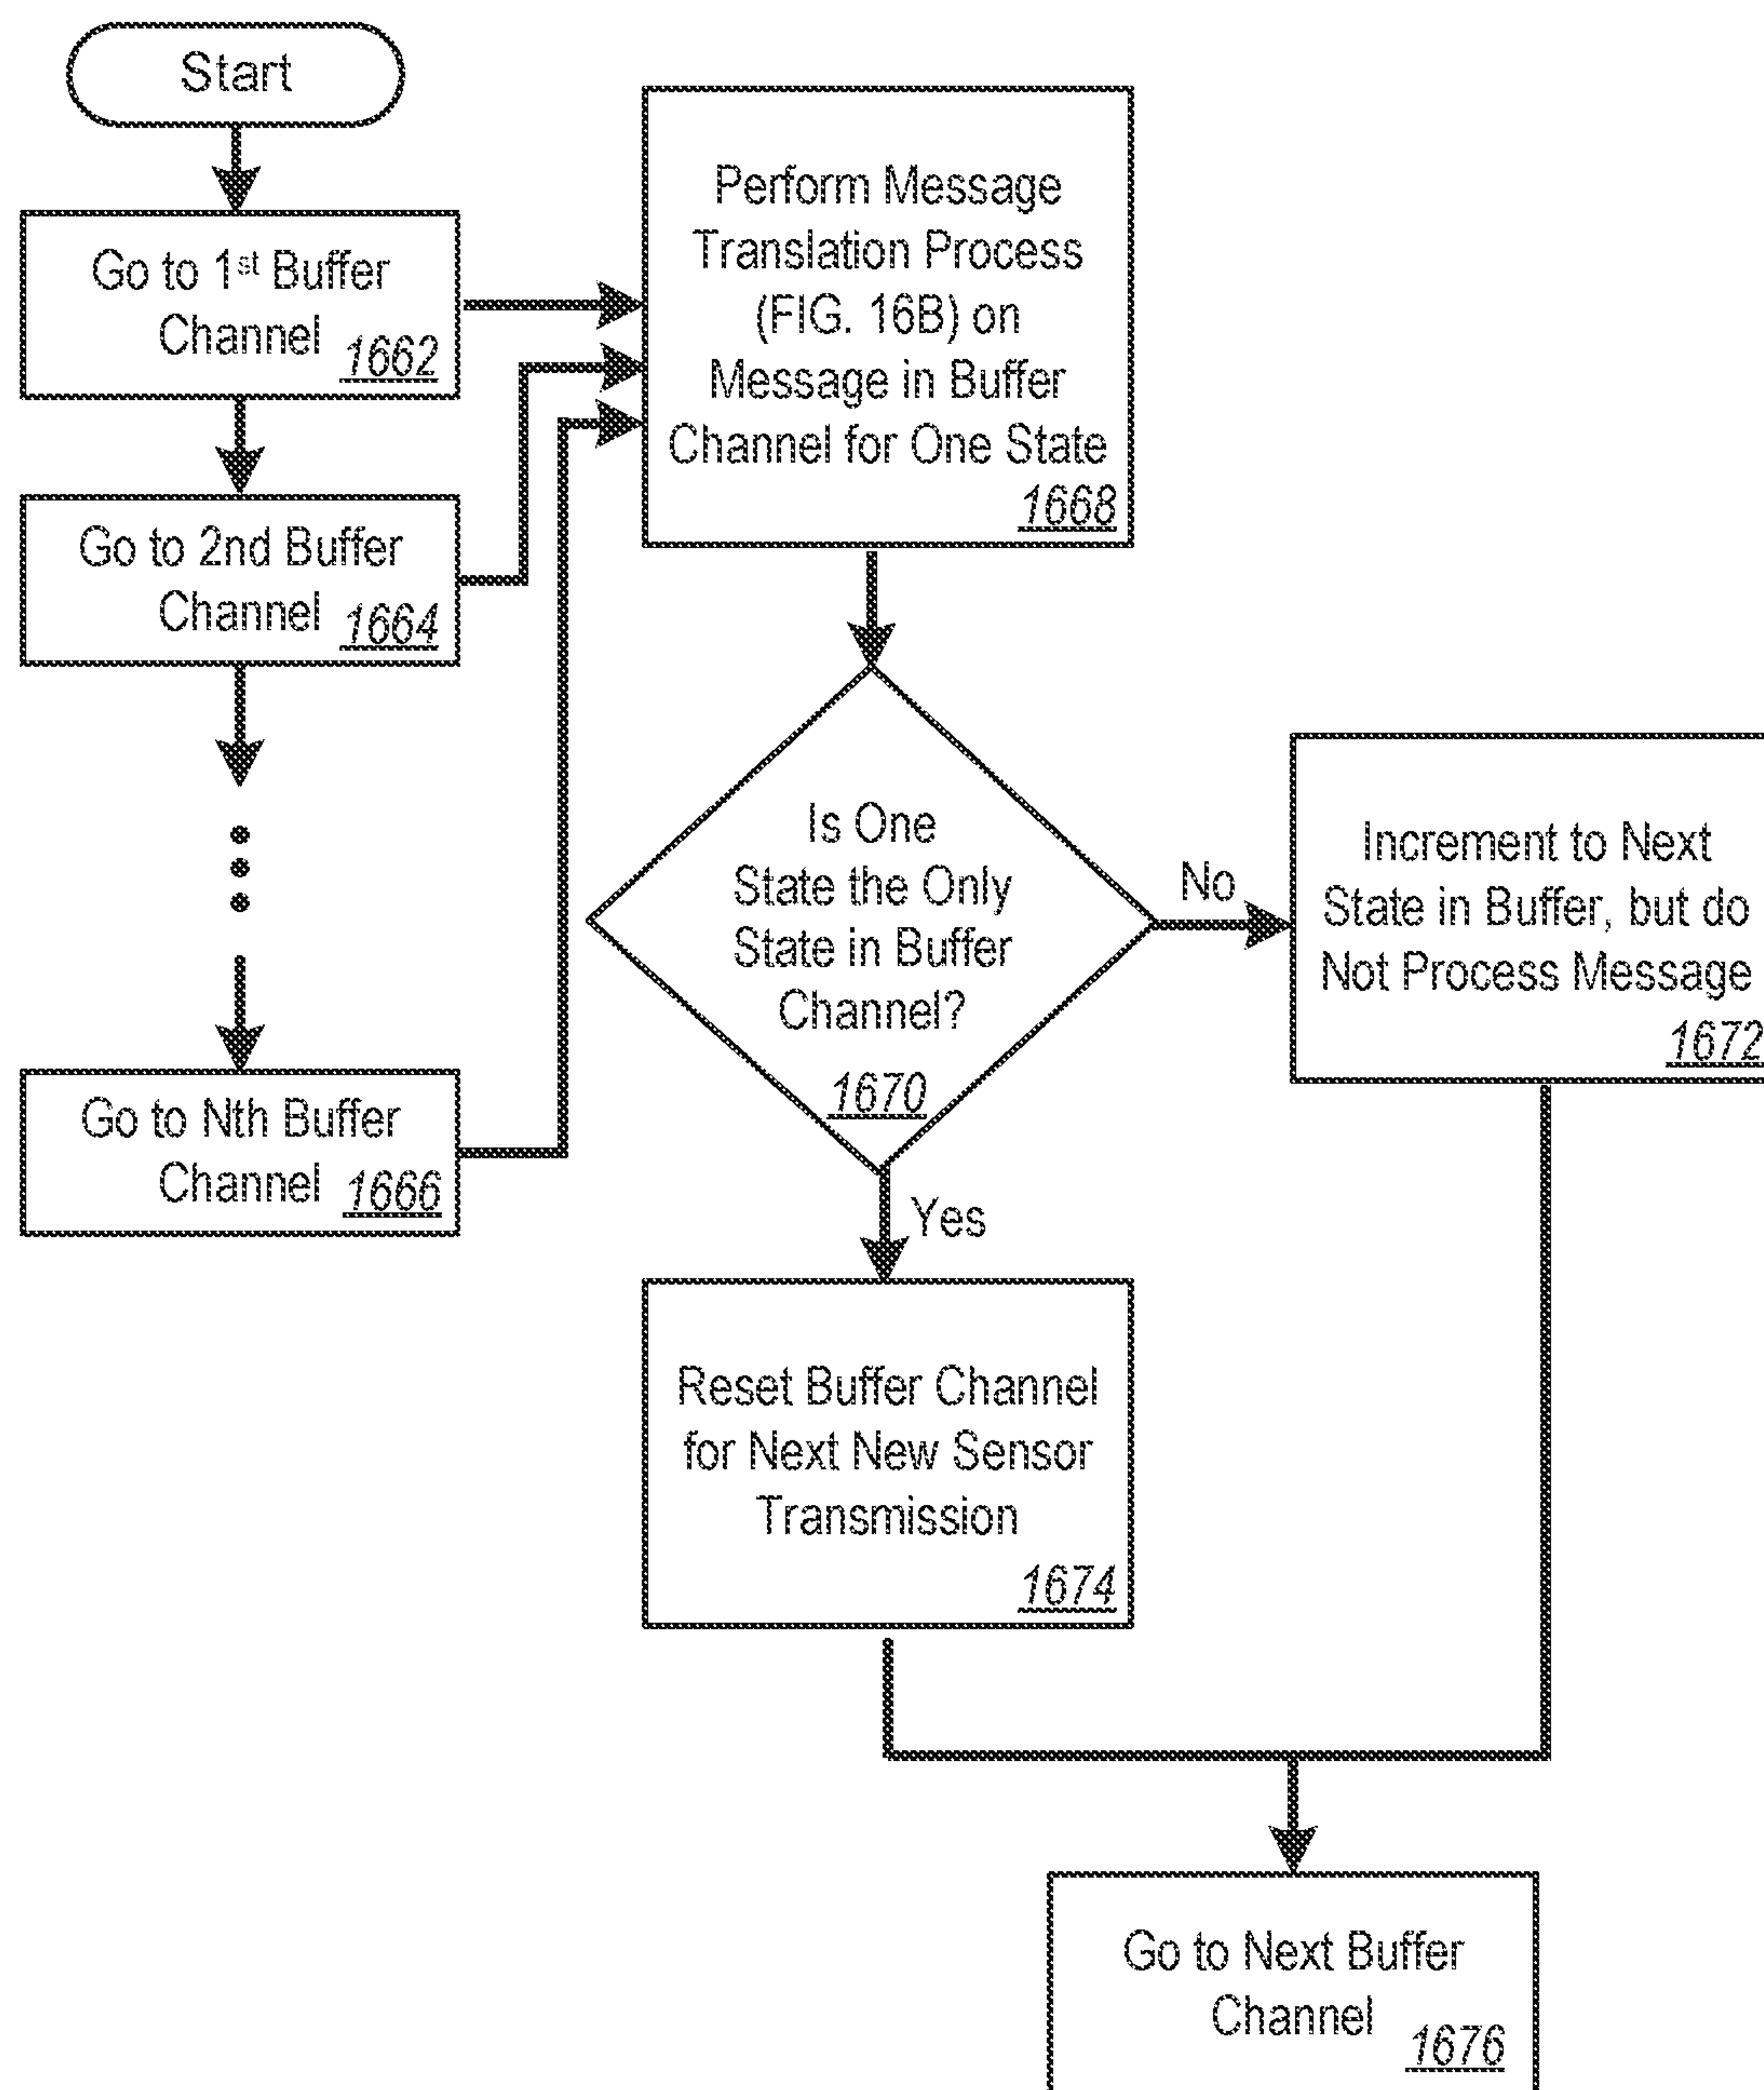 Start
Go to 1st Buffer
Channel 1662
Go to 2nd Buffer
Channel 1664
Go to Nth Buffer
Channel 1666
Perform Message
Translation Process
(FIG. 16B) on
Message in Buffer
Channel for One State
1668
Is One
State the Only
State in Buffer
Channel?
1670
No
Increment to Next
State in Buffer, but do
Not Process Message
1672
Yes
Reset Buffer Channel
for Next New Sensor
Transmission
1674
Go to Next Buffer
Channel 1676